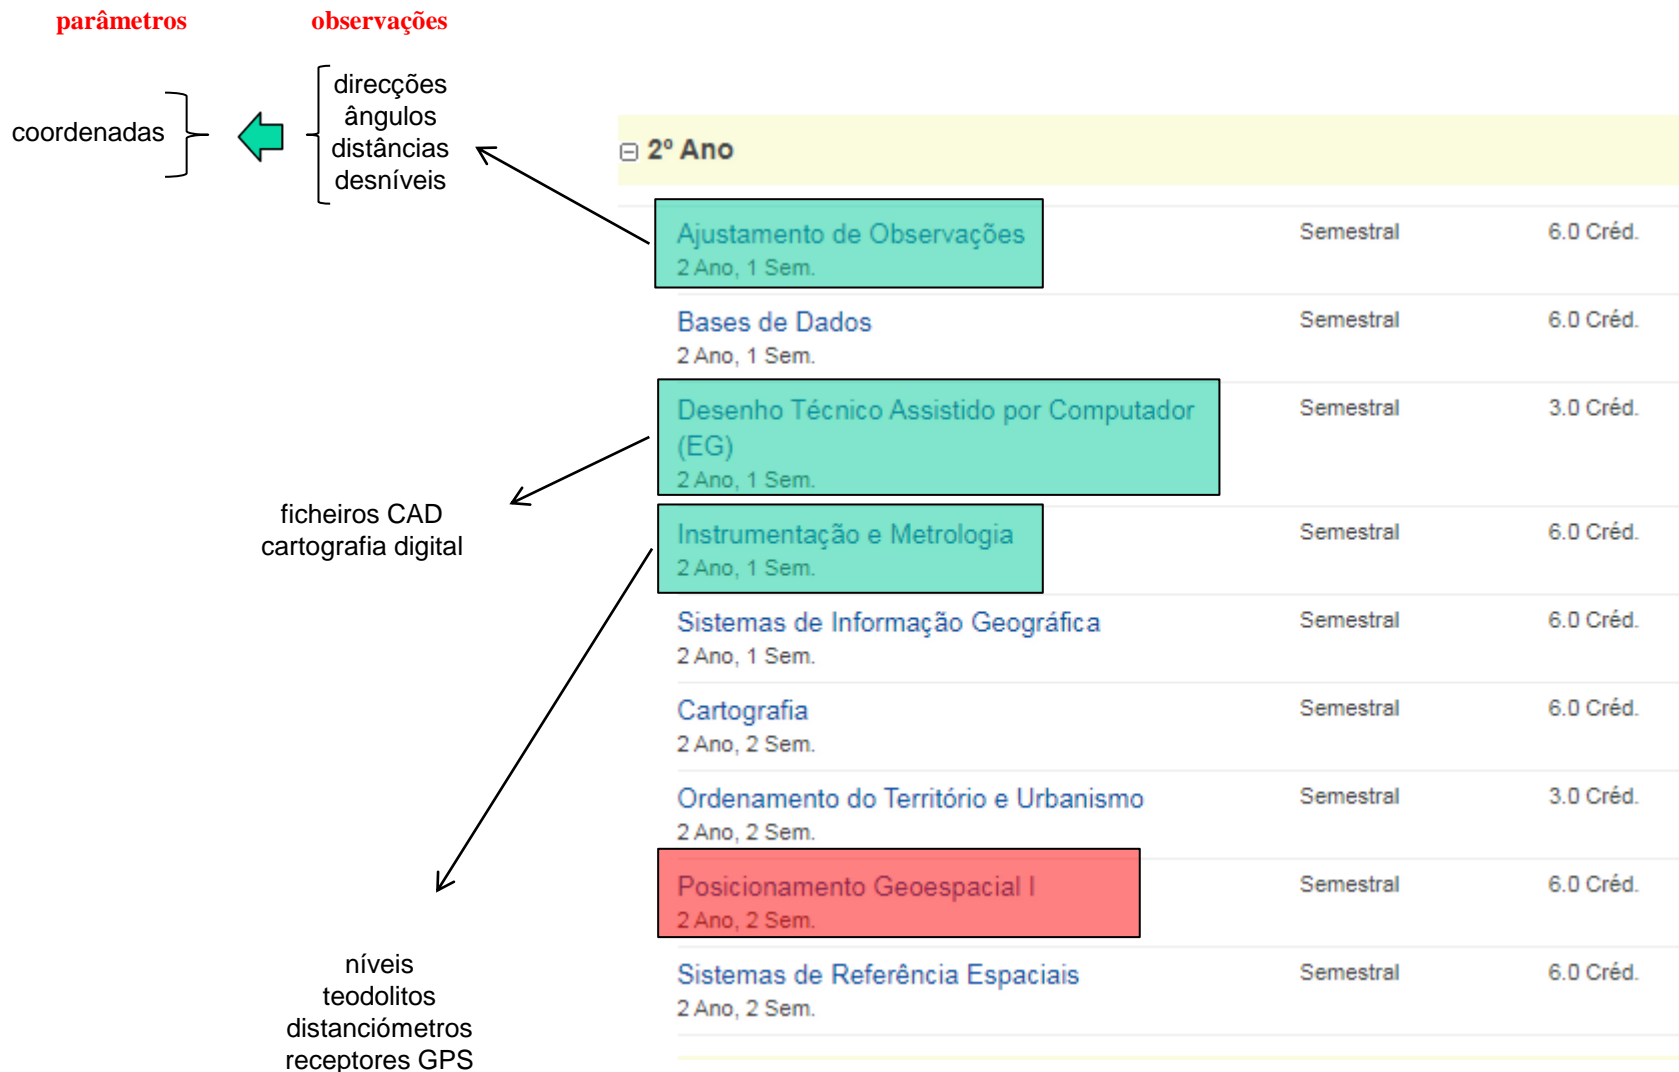 parâmetros
observações
coordenadas
direcções
ângulos
distâncias
desníveis
2º Ano
Ajustamento de Observações Semestral 6.0 Créd.
2 Ano, 1 Sem.
Bases de Dados Semestral 6.0 Créd.
2 Ano, 1 Sem.
Desenho Técnico Assistido por Computador Semestral 3.0 Créd.
(EG)
2 Ano, 1 Sem.
ficheiros CAD
cartografia digital
Instrumentação e Metrologia Semestral 6.0 Créd.
2 Ano, 1 Sem.
Sistemas de Informação Geográfica Semestral 6.0 Créd.
2 Ano, 1 Sem.
Cartografia Semestral 6.0 Créd.
2 Ano, 2 Sem.
Ordenamento do Território e Urbanismo Semestral 3.0 Créd.
2 Ano, 2 Sem.
Posicionamento Geoespacial I Semestral 6.0 Créd.
2 Ano, 2 Sem.
Sistemas de Referência Espaciais Semestral 6.0 Créd.
2 Ano, 2 Sem.
níveis
teodolitos
distanciómetros
receptores GPS